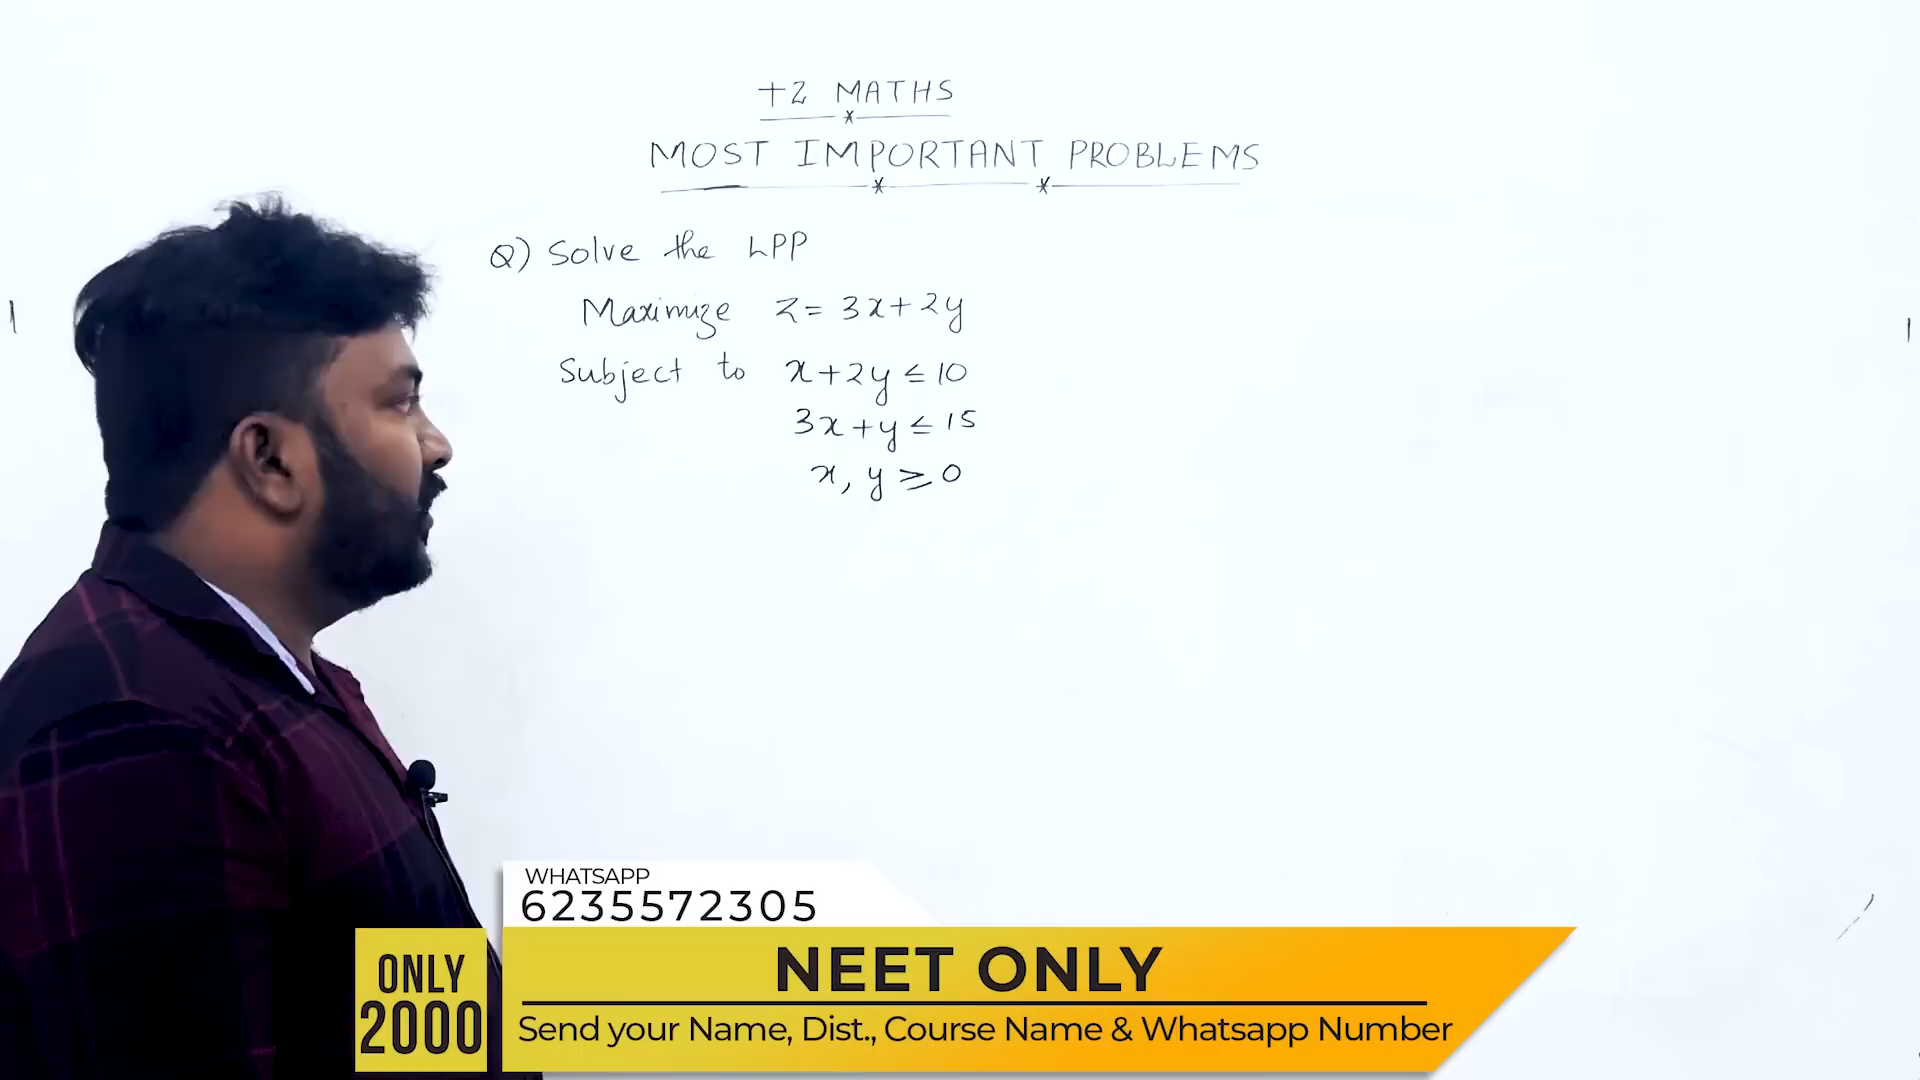 +2 MATHS
MOST IMPORTANT PROBLEMS
Q) Solve the LPP
Maximize Z = 3x + 2y
Subject to x + 2y ≤ 10
3x + y ≤ 15
x, y ≥ 0
WHATSAPP
6235572305
ONLY
2000
NEET ONLY
Send your Name, Dist., Course Name & Whatsapp Number